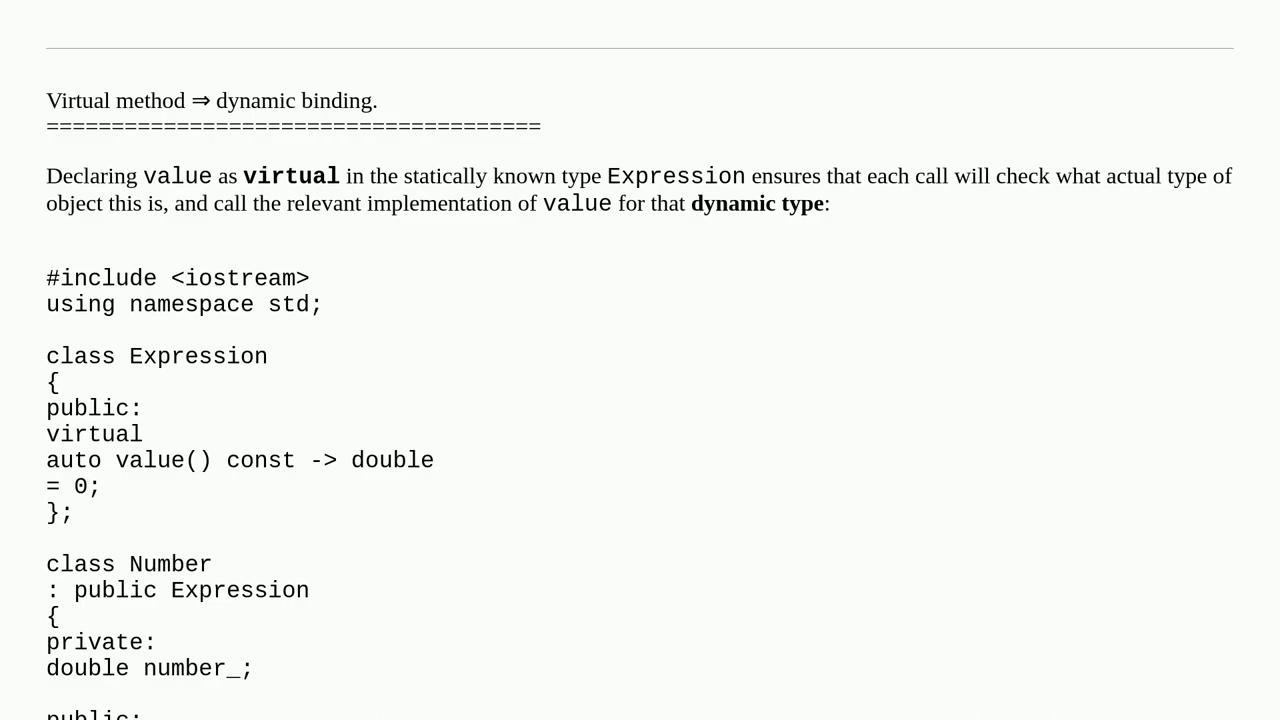 Virtual method ⇒ dynamic binding.
======================================
Declaring value as virtual in the statically known type Expression ensures that each call will check what actual type of
object this is, and call the relevant implementation of value for that dynamic type:
#include <iostream>
using namespace std;
class Expression
{
public:
virtual
auto value() const -> double
= 0;
};
class Number
: public Expression
{
private:
double number_;
public: